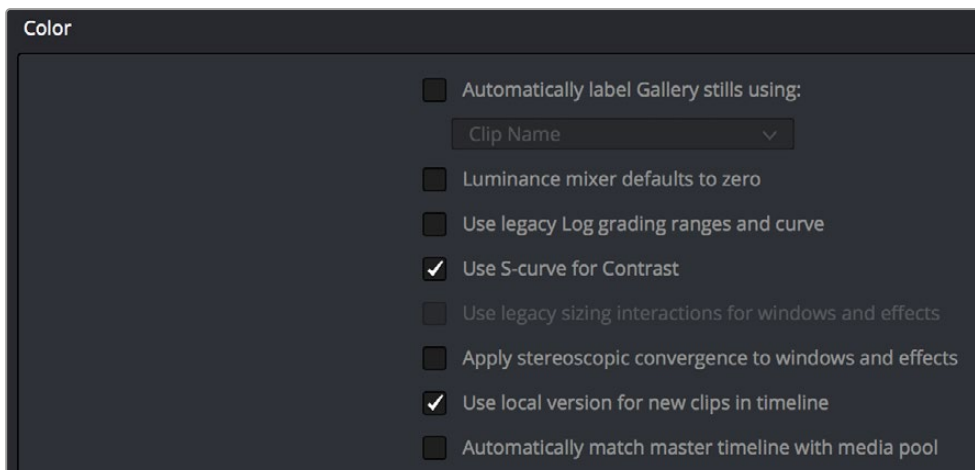 Color
Automatically label Gallery stills using:
Clip Name
Luminance mixer defaults to zero
Use legacy Log grading ranges and curve
Use S-curve for Contrast
Use legacy sizing interactions for windows and effects
Apply stereoscopic convergence to windows and effects
Use local version for new clips in timeline
Automatically match master timeline with media pool